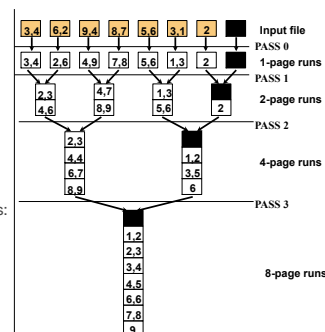 3,4 6,2 9,4 8,7 5,6 3,1 2 Input file
PASS 0
3,4 2,6 4,9 7,8 5,6 1,3 2 1-page runs
PASS 1
2,3 4,7 1,3 2-page runs
4,6 8,9 5,6 2
PASS 2
2,3
4,4 1,2 4-page runs
6,7 3,5
8,9 6
PASS 3
s:
1,2
2,3
3,4 8-page runs
4,5
6,6
7,8
9